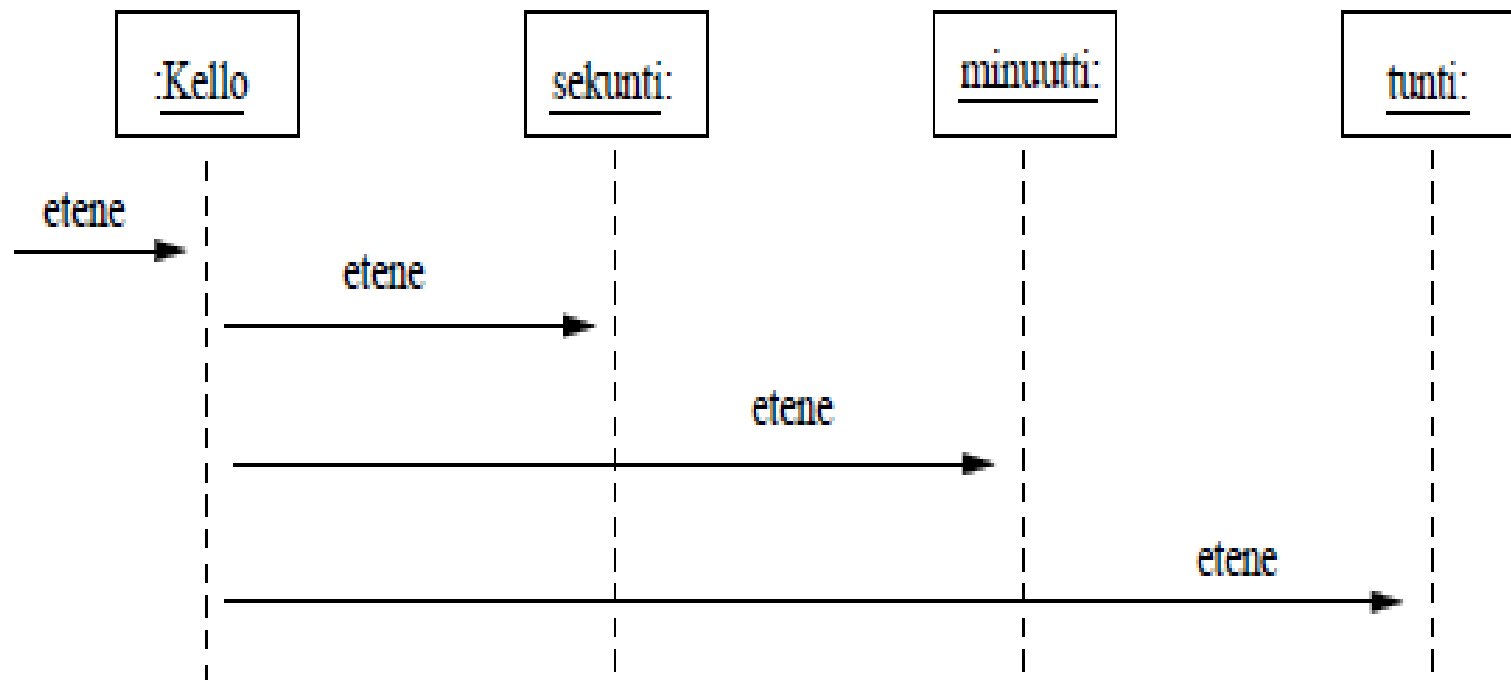 :Kello
sekunti:
minuutti:
tunti:
etene
etene
etene
etene